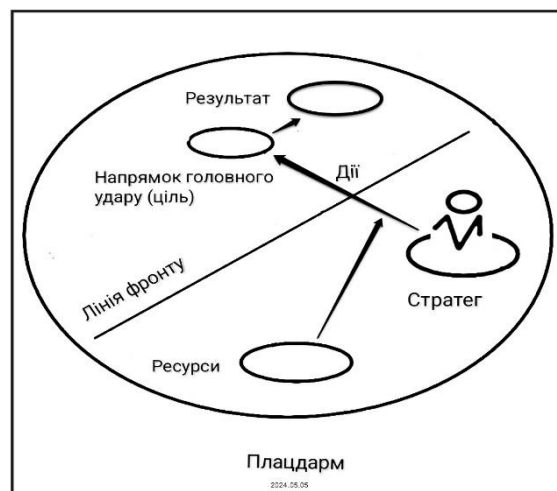 Результат
Напрямок головного
удару (ціль)
Дії
Лінія фронту
Стратег
Ресурси
Плацдарм
2024.05.05